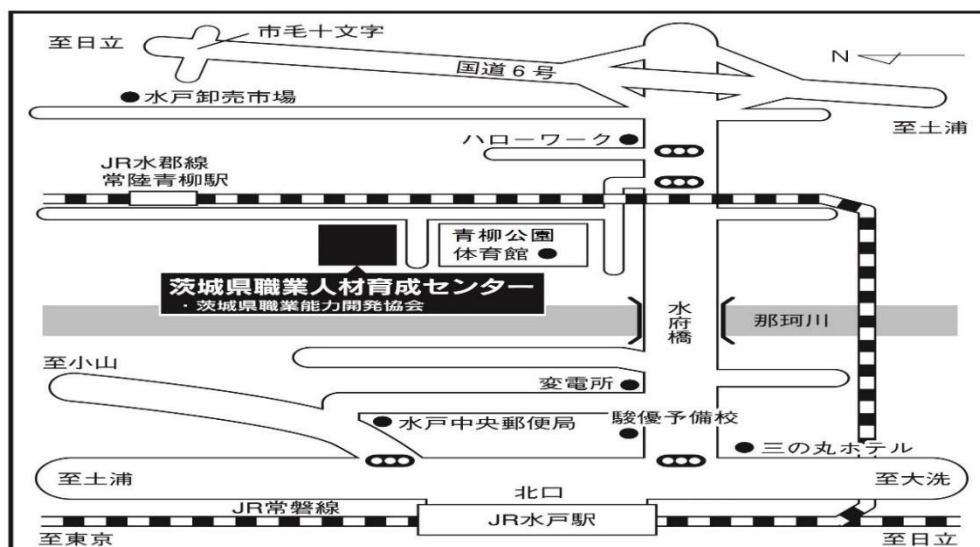 至日立
市毛十文字
国道6号
N
水戸卸売市場
至土浦
ハローワーク
JR水郡線
常陸青柳駅
青柳公園
体育館
茨城県職業人材育成センター
・茨城県職業能力開発協会
水府橋
那珂川
至小山
変電所
水戸中央郵便局
駿優予備校
三の丸ホテル
至土浦
至大洗
北口
JR常磐線
JR水戸駅
至東京
至日立